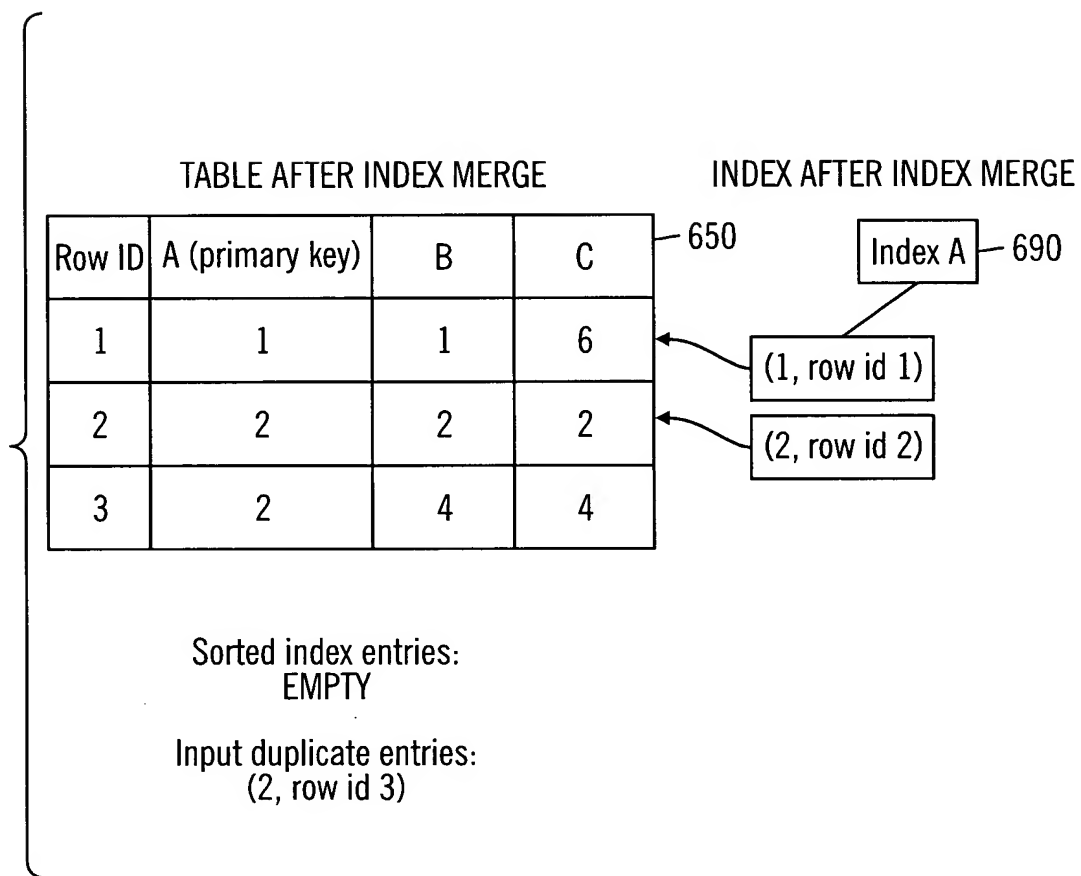 TABLE AFTER INDEX MERGE
INDEX AFTER INDEX MERGE
Row ID A (primary key) B C
650
Index A
690
1 1 1 6
(1, row id 1)
2 2 2 2
(2, row id 2)
3 2 4 4
Sorted index entries:
EMPTY
Input duplicate entries:
(2, row id 3)